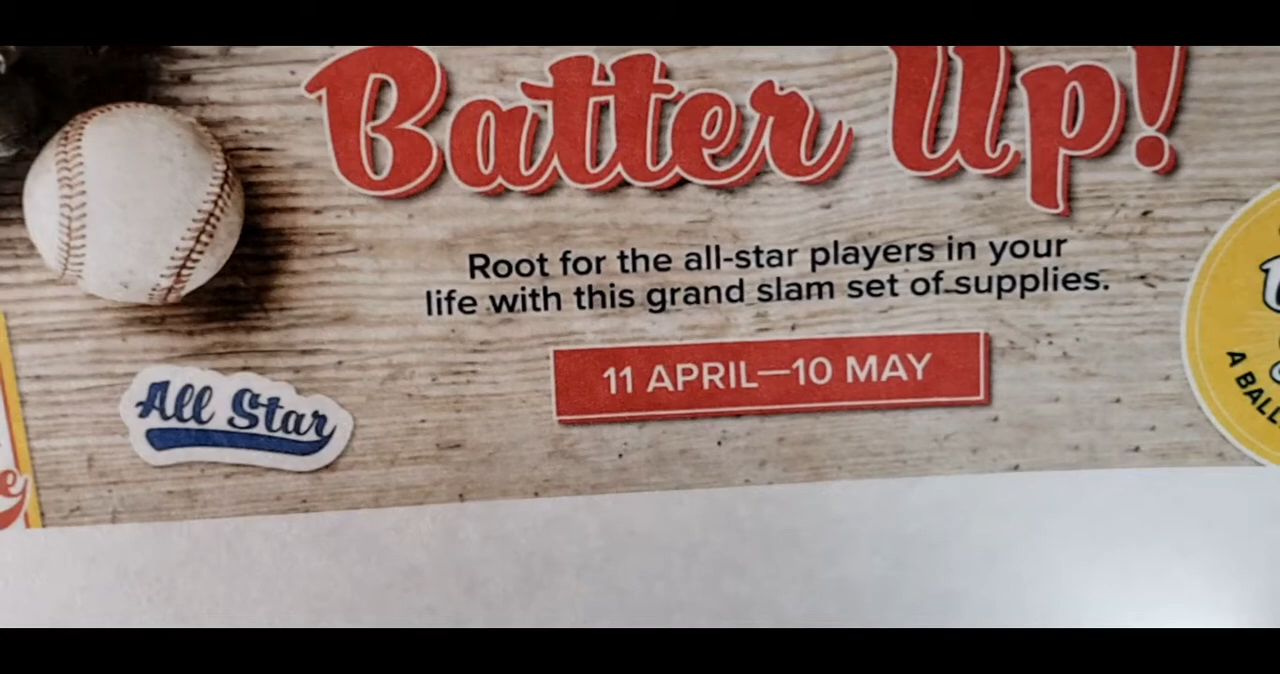 Batter Up!
Root for the all-star players in your
life with this grand slam set of supplies.
11 APRIL—10 MAY
All Star
A BALL